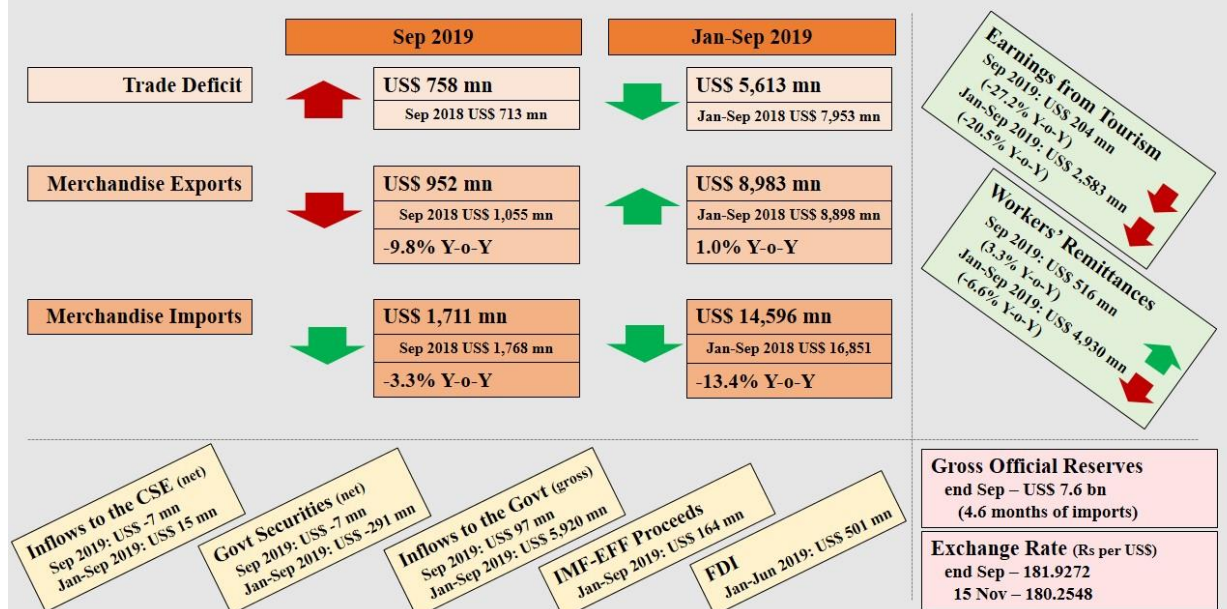 Sep 2019
Jan-Sep 2019
Trade Deficit
US$ 758 mn
Sep 2018 US$ 713 mn
US$ 5,613 mn
Jan-Sep 2018 US$ 7,953 mn
Merchandise Exports
US$ 952 mn
Sep 2018 US$ 1,055 mn
-9.8% Y-o-Y
US$ 8,983 mn
Jan-Sep 2018 US$ 8,898 mn
1.0% Y-o-Y
Merchandise Imports
US$ 1,711 mn
Sep 2018 US$ 1,768 mn
-3.3% Y-o-Y
US$ 14,596 mn
Jan-Sep 2018 US$ 16,851
-13.4% Y-o-Y
Earnings from Tourism
Sep 2019: US$ 204 mn
(-27.2% Y-o-Y)
Jan-Sep 2019: US$ 2,583 mn
(-20.5% Y-o-Y)
Workers' Remittances
Sep 2019: US$ 516 mn
(3.3% Y-o-Y)
Jan-Sep 2019: US$ 4,930 mn
(-6.6% Y-o-Y)
Inflows to the CSE (net)
Sep 2019: US$ -7 mn
Jan-Sep 2019: US$ 15 mn
Govt Securities (net)
Sep 2019: US$ -7 mn
Jan-Sep 2019: US$ -291 mn
Inflows to the Govt (gross)
Sep 2019: US$ 97 mn
Jan-Sep 2019: US$ 5,920 mn
IMF-EFF Proceeds
Jan-Sep 2019: US$ 164 mn
FDI
Jan-Jun 2019: US$ 501 mn
Gross Official Reserves
end Sep – US$ 7.6 bn
(4.6 months of imports)
Exchange Rate (Rs per US$)
end Sep – 181.9272
15 Nov – 180.2548